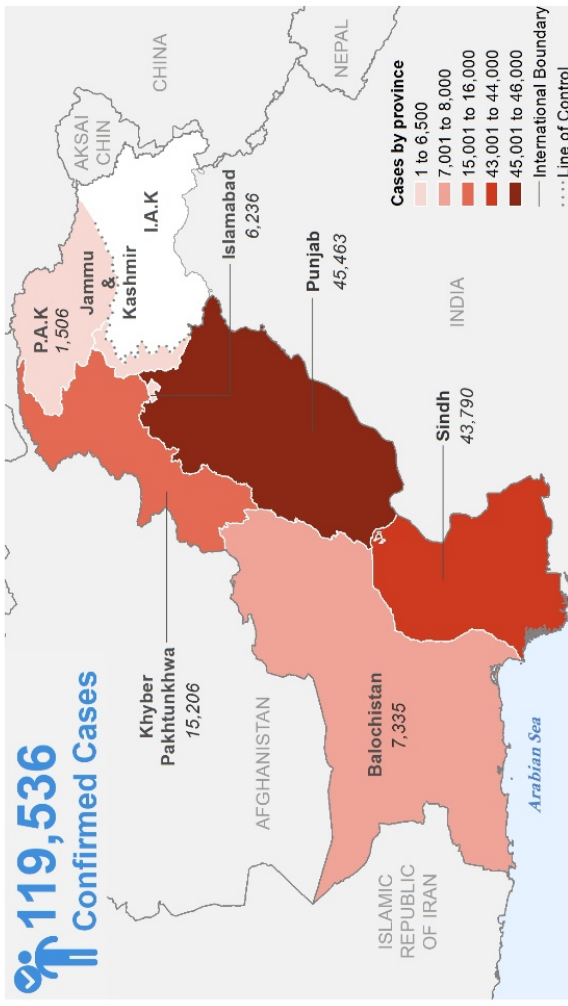 119,536
Confirmed Cases
P.A.K
1,506
Jammu
&
Kashmir
I.A.K
AKSAI
CHIN
CHINA
NEPAL
Khyber
Pakhtunkhwa
15,206
Islamabad
6,236
AFGHANISTAN
Punjab
45,463
Balochistan
7,335
INDIA
Sindh
43,790
ISLAMIC
REPUBLIC
OF IRAN
Arabian Sea
Cases by province
1 to 6,500
7,001 to 8,000
15,001 to 16,000
43,001 to 44,000
45,001 to 46,000
International Boundary
Line of Control